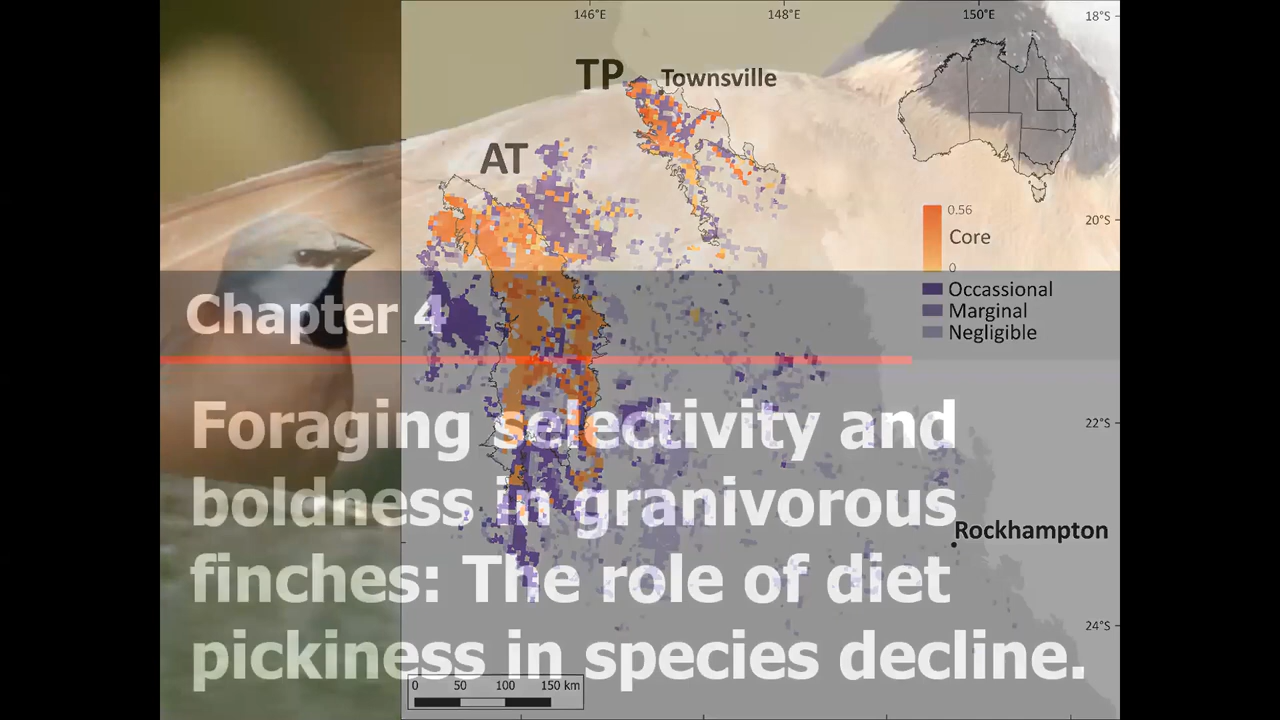 146°E
148°E
150°E
18°S
TP
Townsville
AT
0.56
20°S
Core
0
Chapter 4
Occassional
Marginal
Negligible
Foraging selectivity and
22°S
boldness in granivorous
Rockhampton
finches: The role of diet
24°S
pickiness in species decline.
0 50 100 150 km